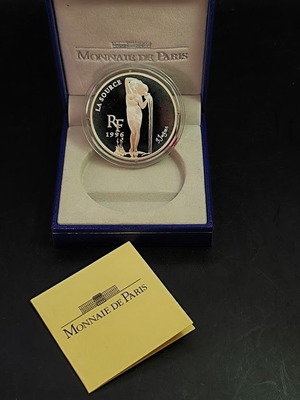 MONNAIE DE PARIS
LA SOURCE
RF
1996
Ingres
MONNAIE DE PARIS